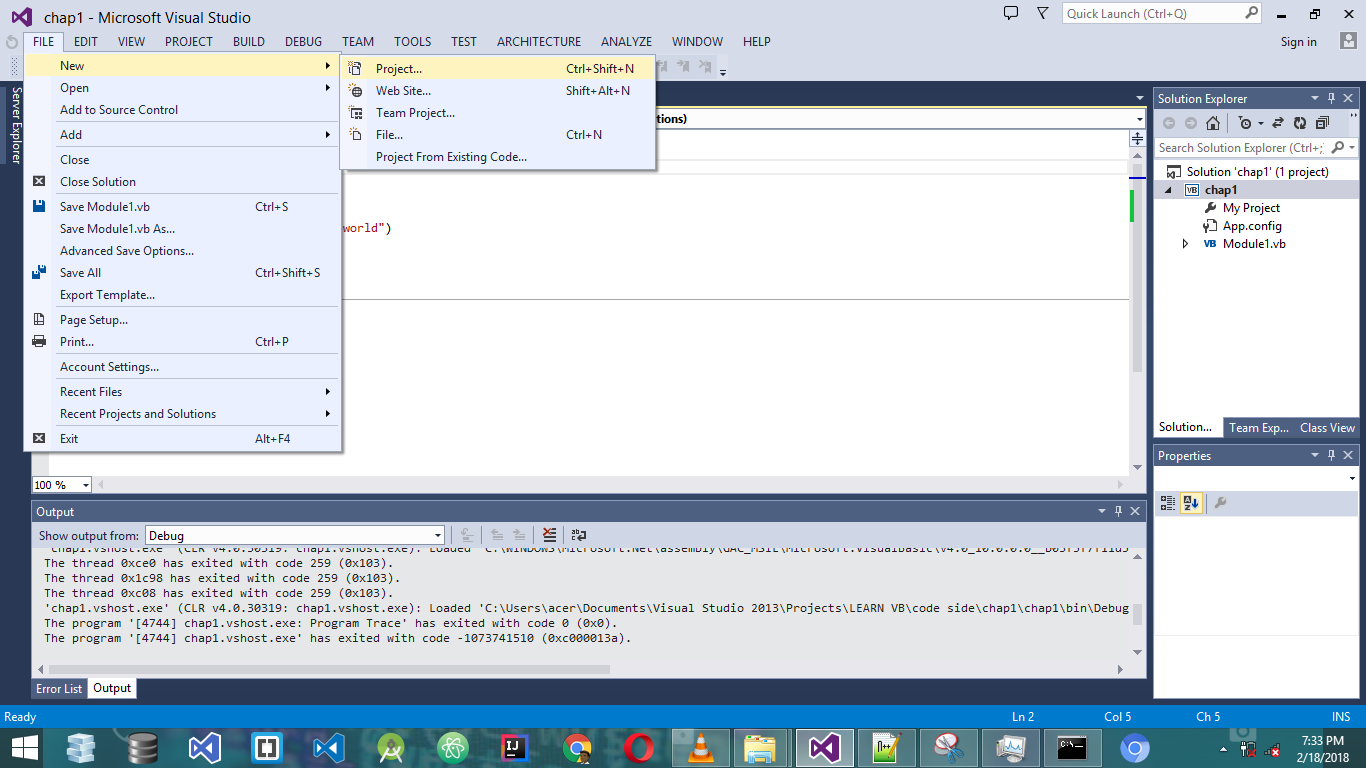 chap1 - Microsoft Visual Studio
Quick Launch (Ctrl+Q)
FILE EDIT VIEW PROJECT BUILD DEBUG TEAM TOOLS TEST ARCHITECTURE ANALYZE WINDOW HELP
Sign in
New
Open
Add to Source Control
Add
Close
Close Solution
Save Module1.vb Ctrl+S
Save Module1.vb As...
Advanced Save Options...
Save All Ctrl+Shift+S
Export Template...
Page Setup...
Print... Ctrl+P
Account Settings...
Recent Files
Recent Projects and Solutions
Exit Alt+F4
Project... Ctrl+Shift+N
Web Site... Shift+Alt+N
Team Project...
File... Ctrl+N
Project From Existing Code...
Server Explorer
tions)
world")
100 %
Solution Explorer
Search Solution Explorer (Ctrl+;
Solution 'chap1' (1 project)
VB chap1
My Project
App.config
VB Module1.vb
Solution... Team Exp... Class View
Properties
Output
Show output from: Debug
'chap1.vshost.exe' (CLR v4.0.30319: chap1.vshost.exe): Loaded 'C:\WINDOWS\Microsoft.Net\assembly\GAC_MSIL\Microsoft.VisualBasic\v4.0_10.0.0.0__b03f5f7f11d5
The thread 0xce0 has exited with code 259 (0x103).
The thread 0x1c98 has exited with code 259 (0x103).
The thread 0xc08 has exited with code 259 (0x103).
'chap1.vshost.exe' (CLR v4.0.30319: chap1.vshost.exe): Loaded 'C:\Users\acer\Documents\Visual Studio 2013\Projects\LEARN VB\code side\chap1\chap1\bin\Debug
The program '[4744] chap1.vshost.exe: Program Trace' has exited with code 0 (0x0).
The program '[4744] chap1.vshost.exe' has exited with code -1073741510 (0xc000013a).
Error List Output
Ready
Ln 2 Col 5 Ch 5 INS
7:33 PM
2/18/2018